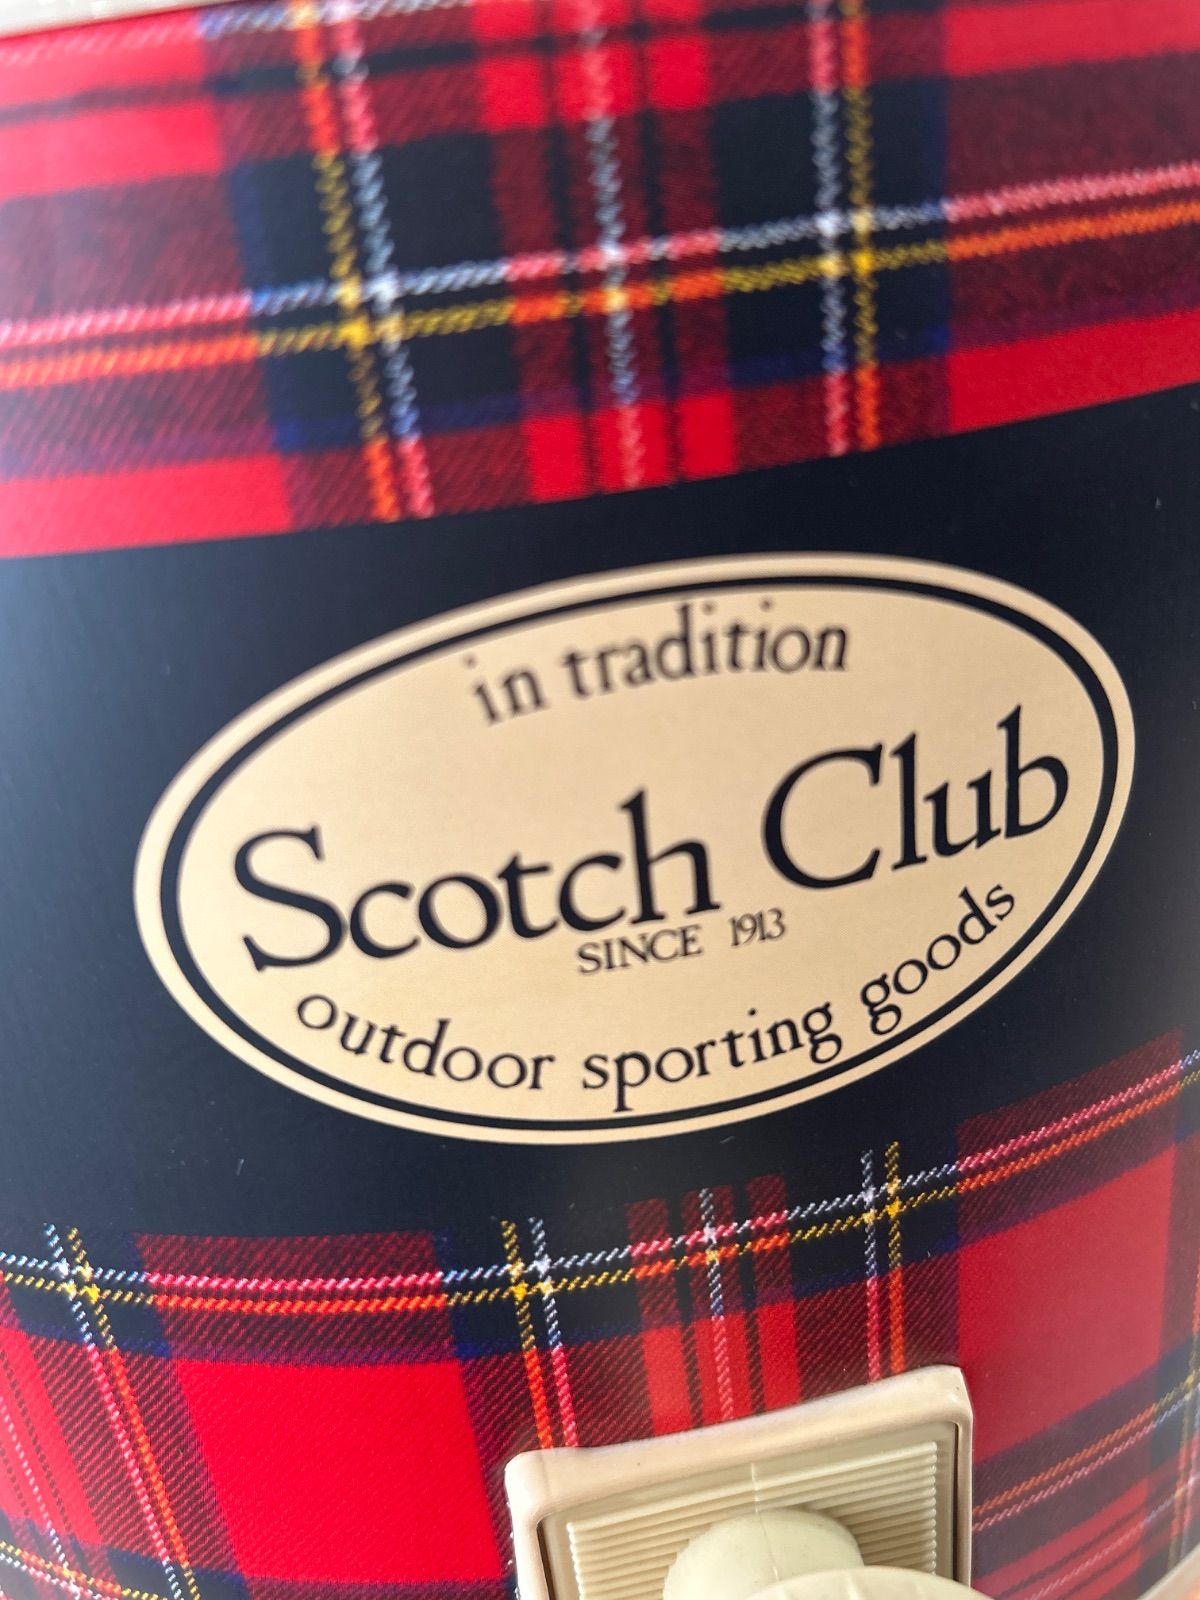 in tradition
Scotch Club
SINCE 1913
outdoor sporting goods